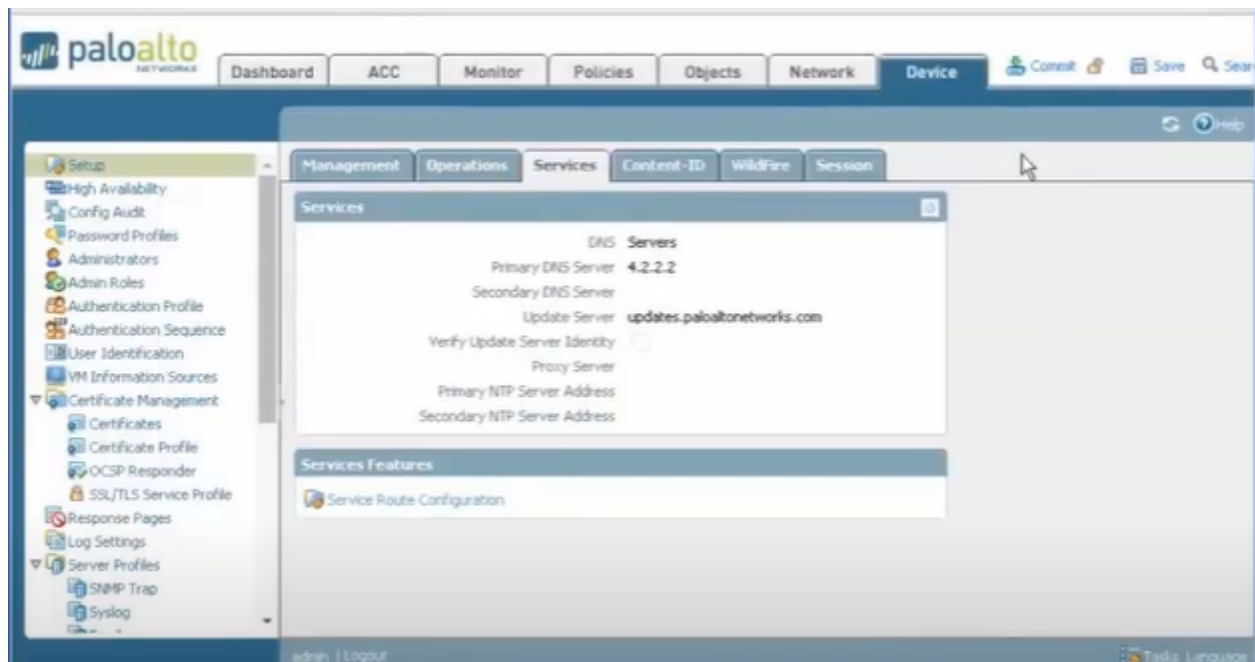 paloalto
NETWORKS
Dashboard
ACC
Monitor
Policies
Objects
Network
Device
Commit
Save
Sear
Help
Setup
High Availability
Config Audit
Password Profiles
Administrators
Admin Roles
Authentication Profile
Authentication Sequence
User Identification
VM Information Sources
Certificate Management
Certificates
Certificate Profile
OCSP Responder
SSL/TLS Service Profile
Response Pages
Log Settings
Server Profiles
SNMP Trap
Syslog
Management
Operations
Services
Content-ID
WildFire
Session
Services
DNS Servers
Primary DNS Server 4.2.2.2
Secondary DNS Server
Update Server updates.paloaltonetworks.com
Verify Update Server Identity
Proxy Server
Primary NTP Server Address
Secondary NTP Server Address
Services Features
Service Route Configuration
admin | Logout
Tasks Language